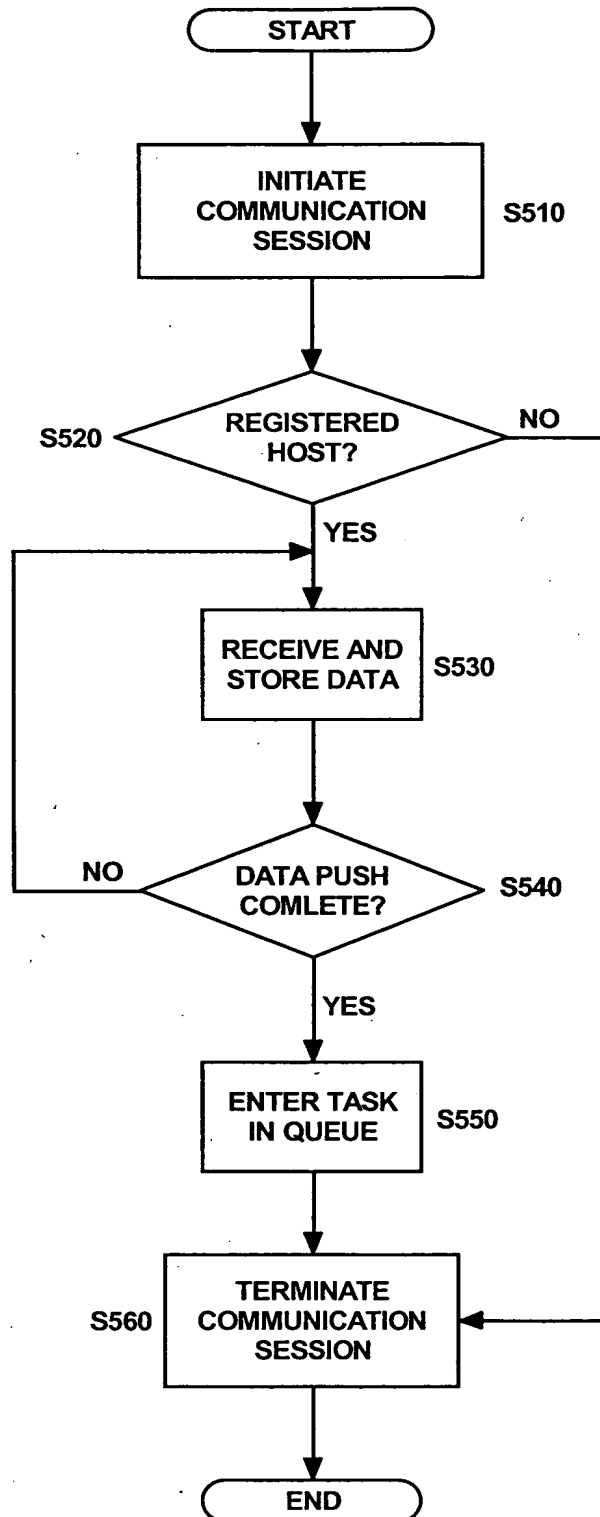 START
INITIATE
COMMUNICATION
SESSION
S510
S520
REGISTERED
HOST?
NO
YES
RECEIVE AND
STORE DATA
S530
NO
DATA PUSH
COMLETE?
S540
YES
ENTER TASK
IN QUEUE
S550
S560
TERMINATE
COMMUNICATION
SESSION
END